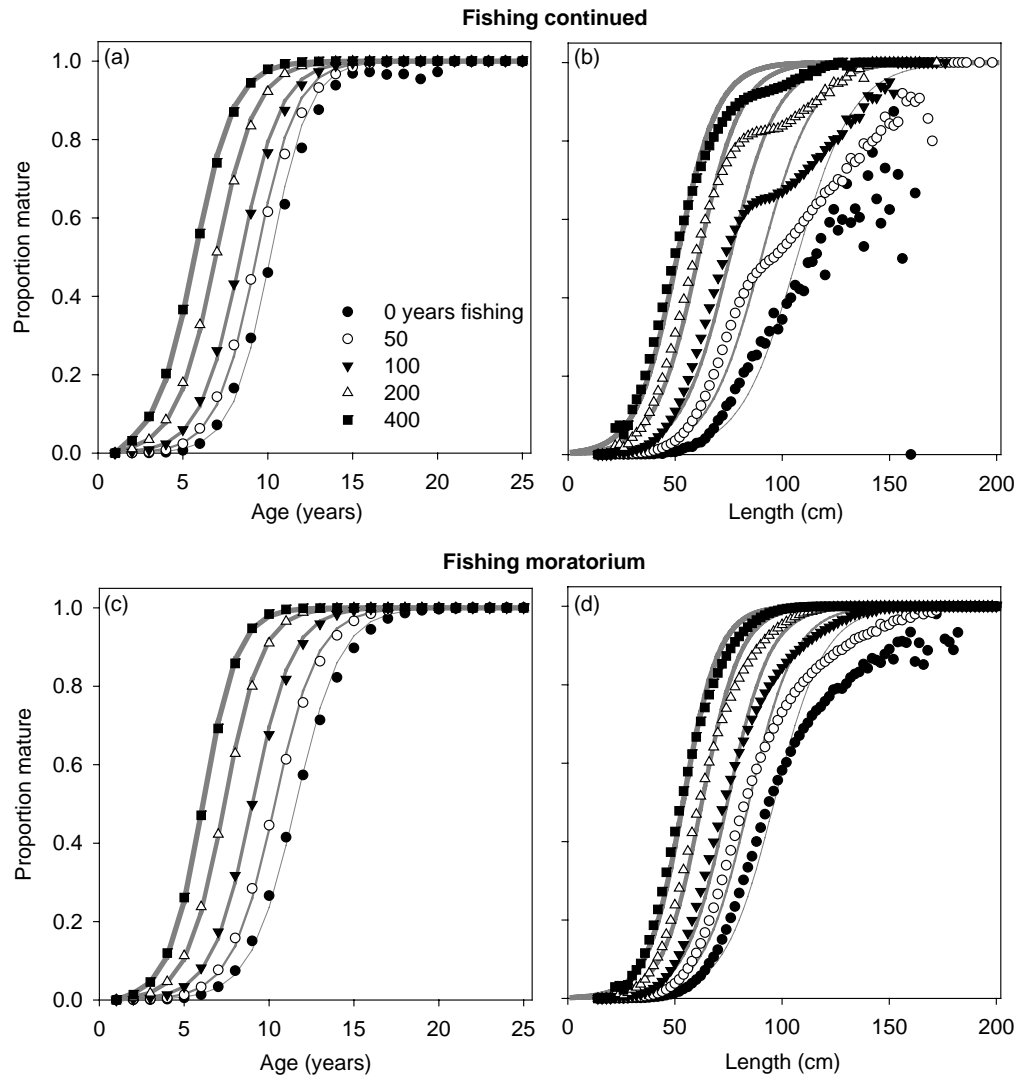 Fishing continued
(a)
(b)
1.0
0.8
0.6
0.4
0.2
0.0
Proportion mature
0 years fishing
50
100
200
400
0 5 10 15 20 25
0 50 100 150 200
Age (years)
Length (cm)
Fishing moratorium
(c)
(d)
1.0
0.8
0.6
0.4
0.2
0.0
Proportion mature
0 5 10 15 20 25
0 50 100 150 200
Age (years)
Length (cm)